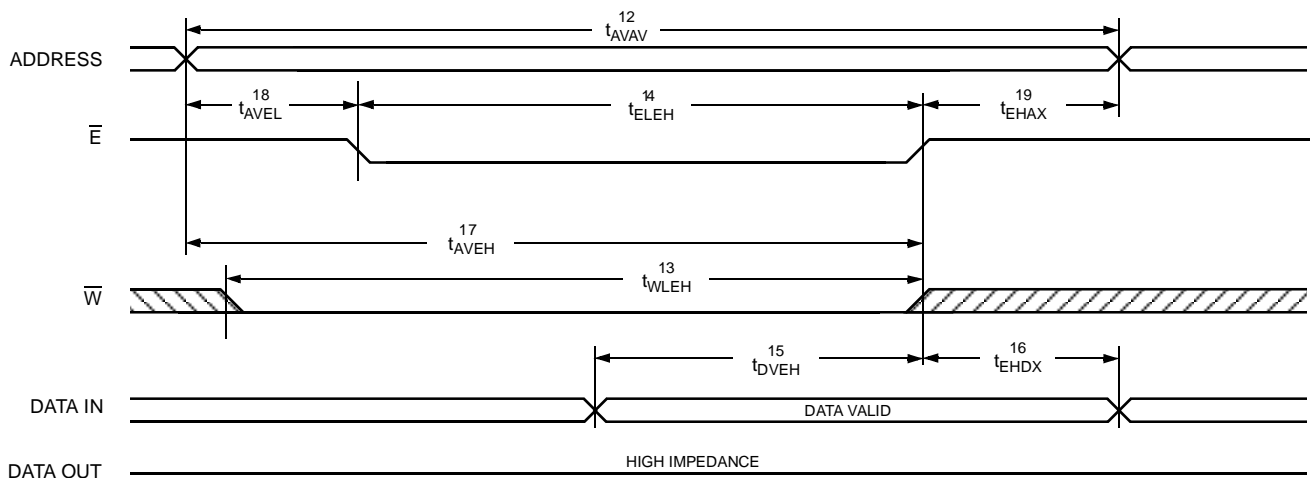 12
tAVAV
ADDRESS
18
tAVEL
14
tELEH
19
tEHAX
E
17
tAVEH
13
tWLEH
W
15
tDVEH
16
tEHDX
DATA IN
DATA VALID
DATA OUT
HIGH IMPEDANCE